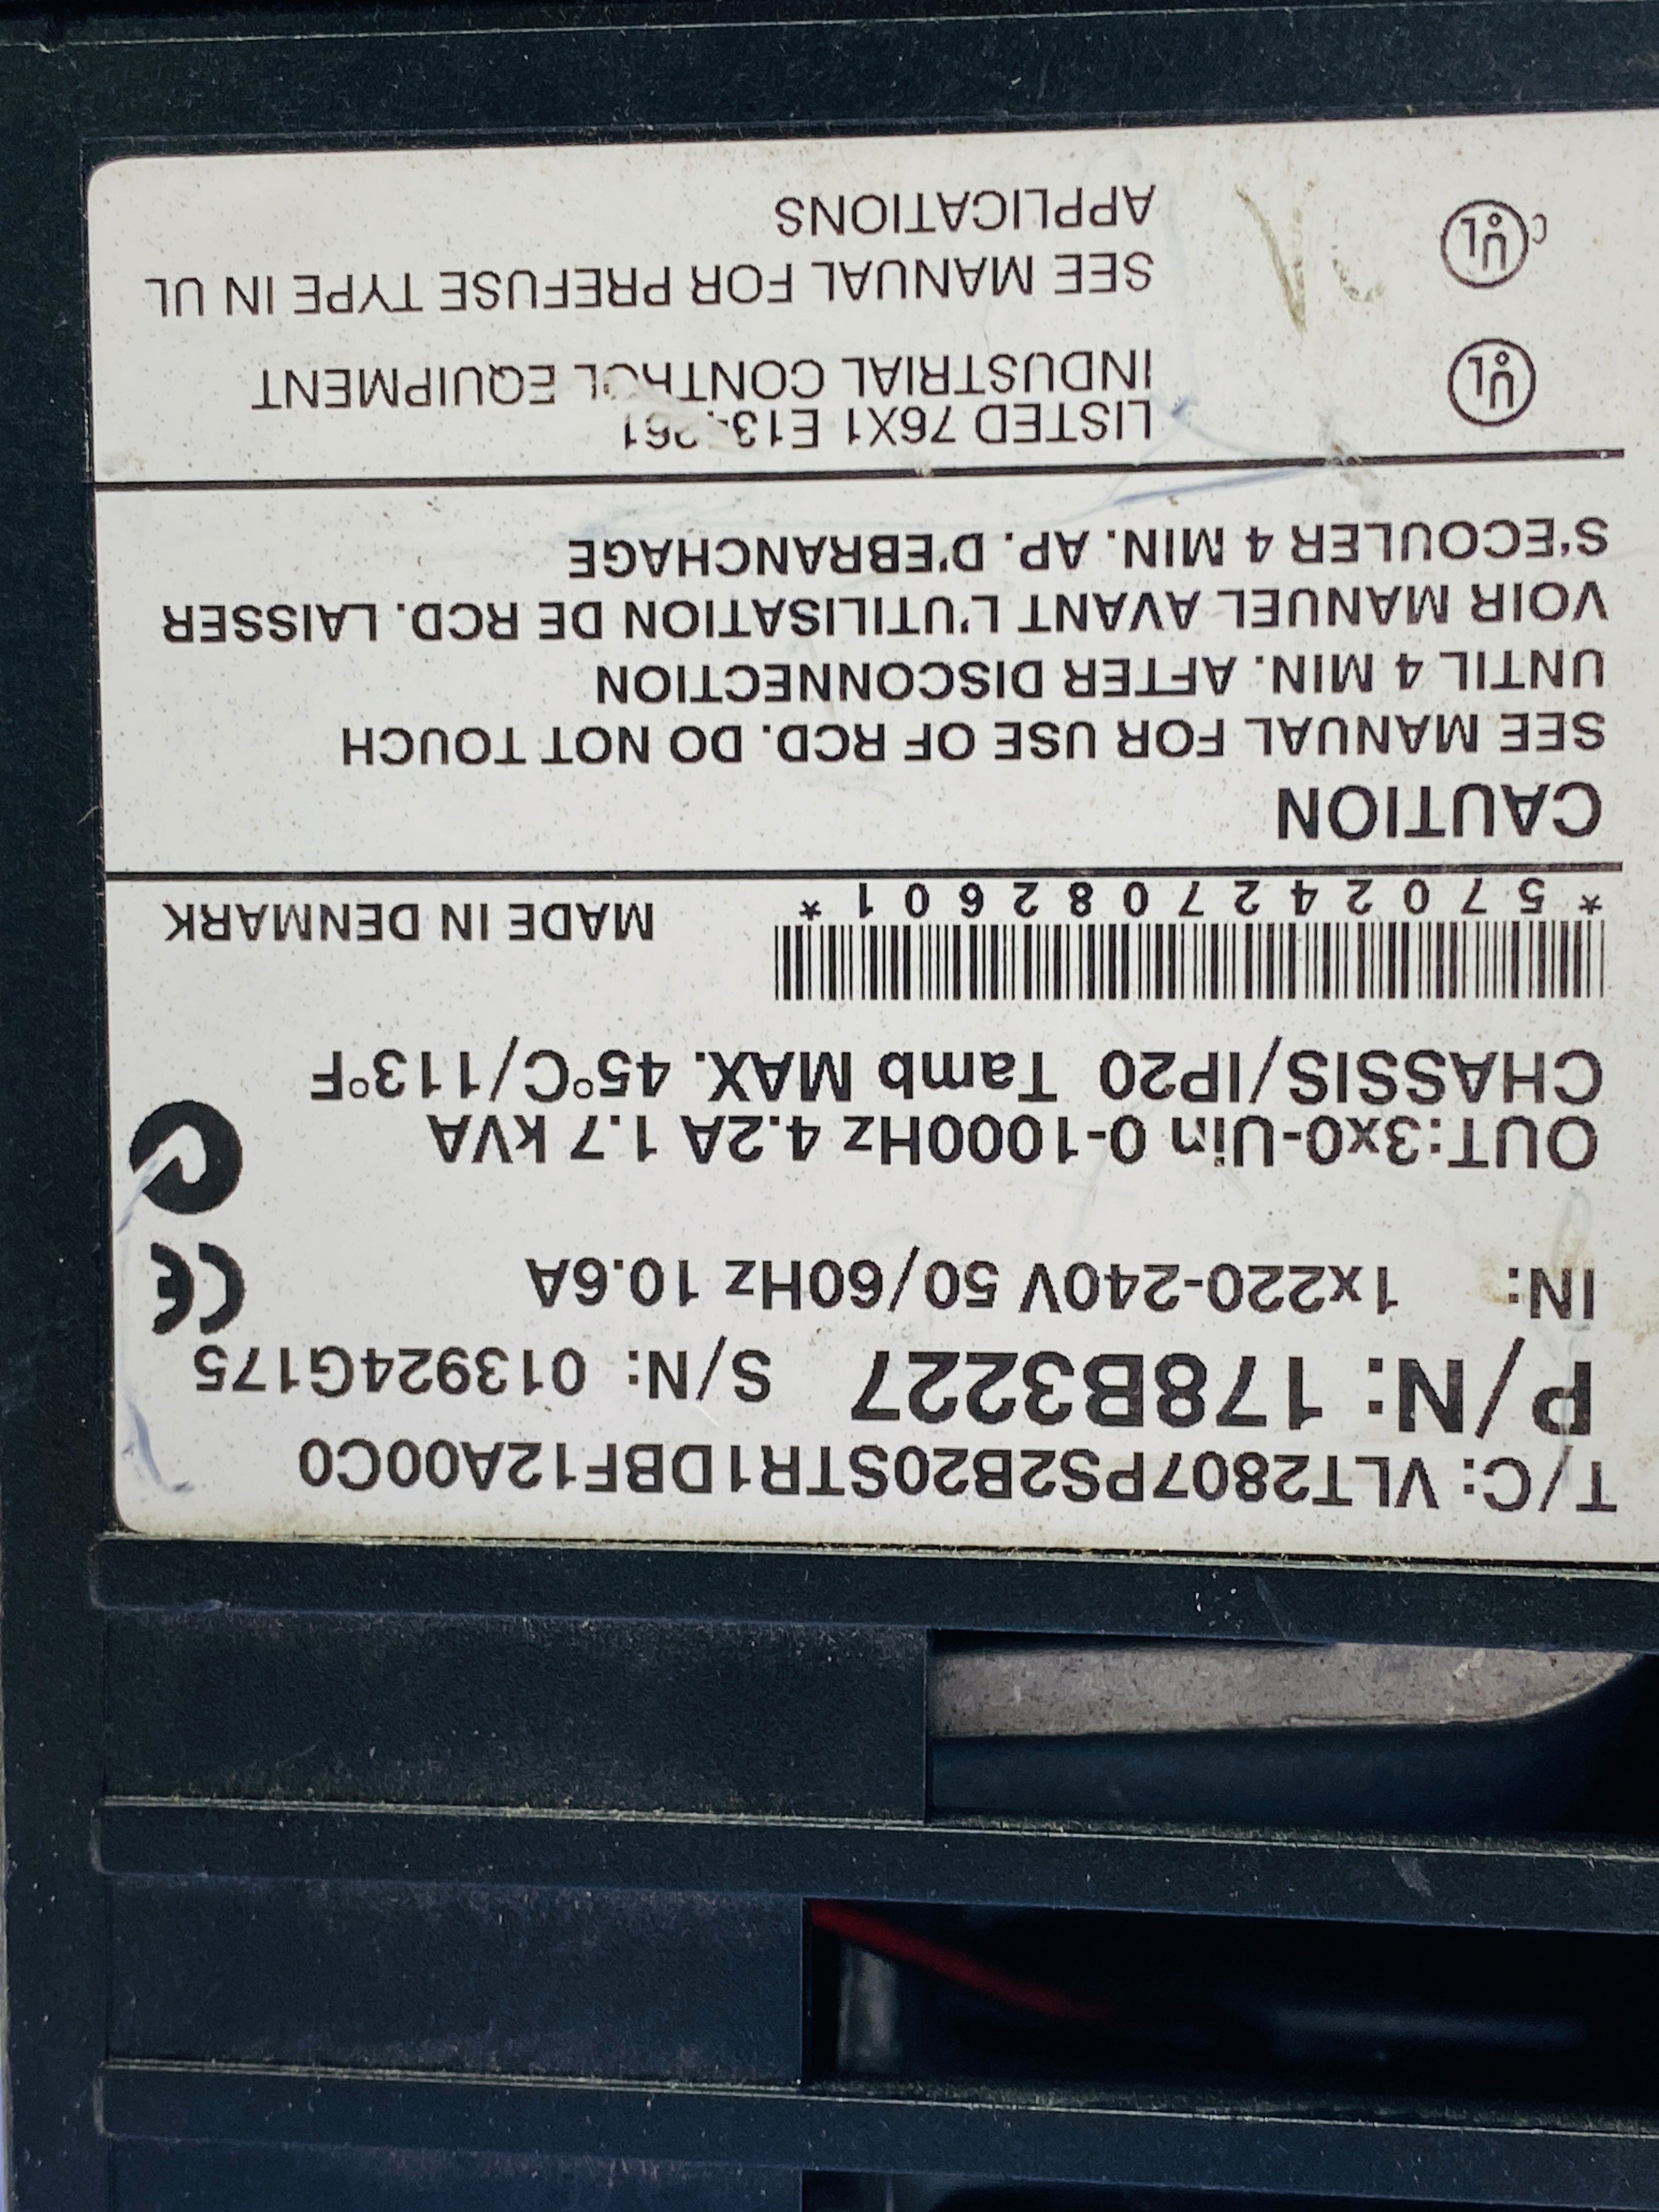 T/C: VLT2807PS2B20STR1DBF12A00C0
P/N: 178B3227 S/N: 013924G175
IN: 1x220-240V 50/60Hz 10.6A
OUT:3x0-Uin 0-1000Hz 4.2A 1.7 kVA
CHASSIS/IP20 Tamb MAX. 45°C/113°F
*5702427082601*
MADE IN DENMARK
CAUTION
SEE MANUAL FOR USE OF RCD. DO NOT TOUCH
UNTIL 4 MIN. AFTER DISCONNECTION
VOIR MANUEL AVANT L'UTILISATION DE RCD. LAISSER
S'ECOULER 4 MIN. AP. D'EBRANCHAGE
UL
LISTED 76X1
INDUSTRIAL CONTROL EQUIPMENT
C UL
SEE MANUAL FOR PREFUSE TYPE IN UL
APPLICATIONS